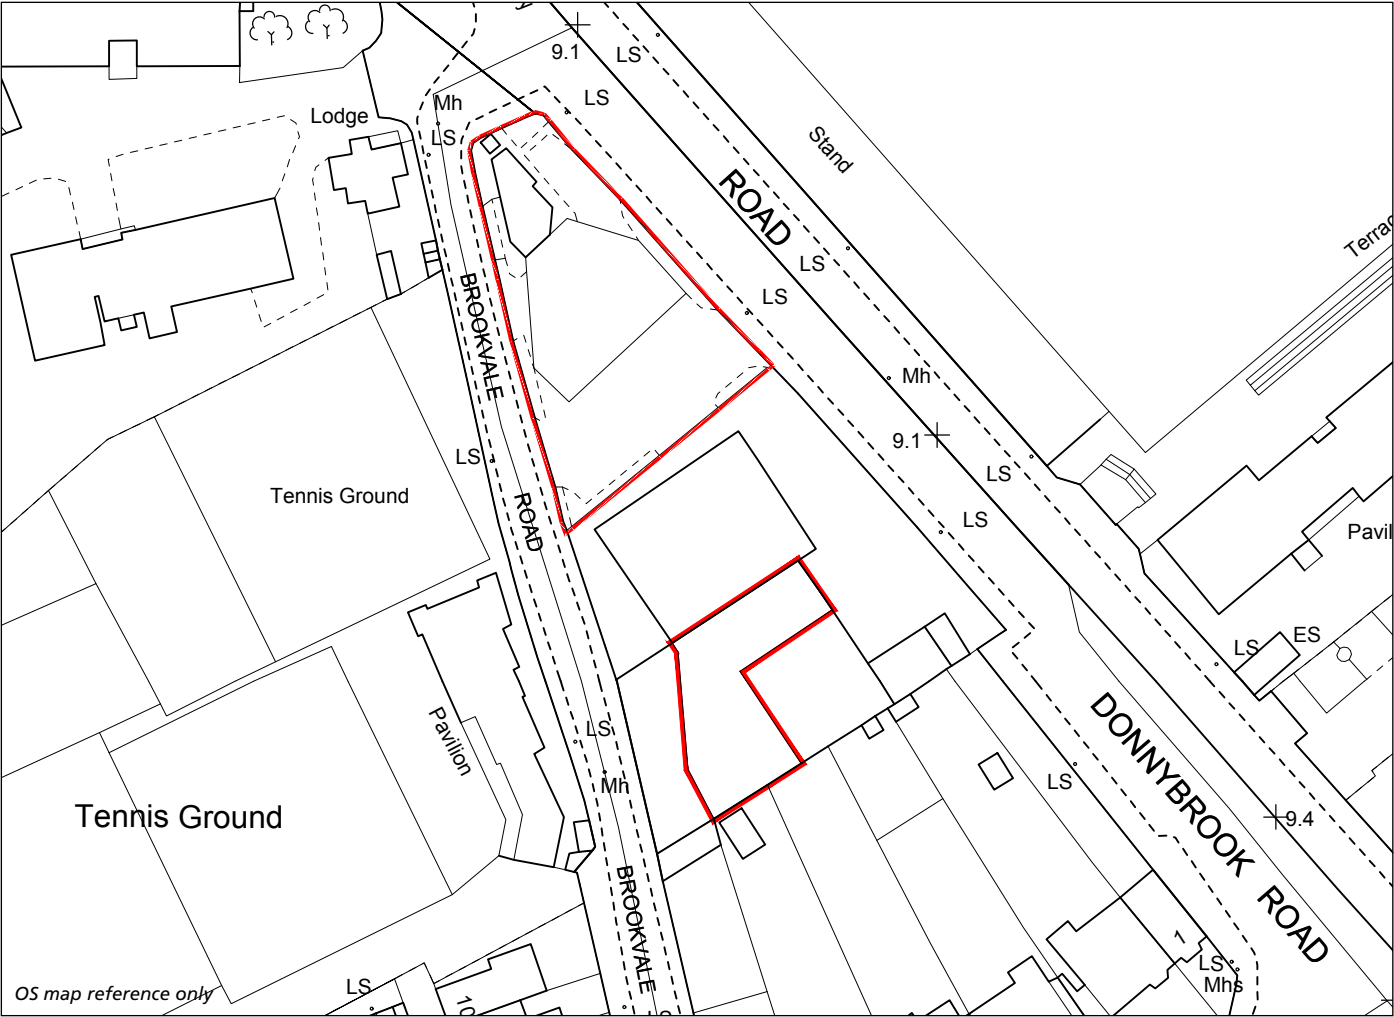 9.1
LS
LS
Mh
LS
Lodge
Stand
ROAD
LS
LS
BROOKVALE
Mh
9.1
LS
LS
LS
Tennis Ground
ROAD
LS
ES
Pavilion
LS
Mh
Tennis Ground
DONNYBROOK ROAD
LS
9.4
BROOKVALE
1
LS
Mhs
LS
10
OS map reference only